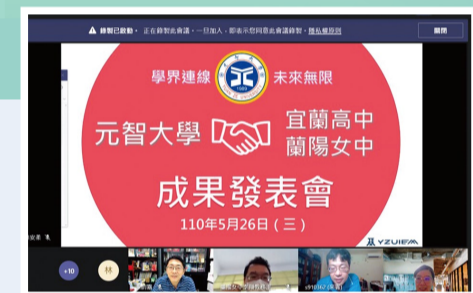 錄製已啟動。 正在錄製此會議。一旦加入,即表示您同意此會議錄製。隱私權原則 關閉
學界連線 未來無限
1989
元智大學 宜蘭高中
蘭陽女中
成果發表會
110年5月26日(三)
YZUIEM
+10 林